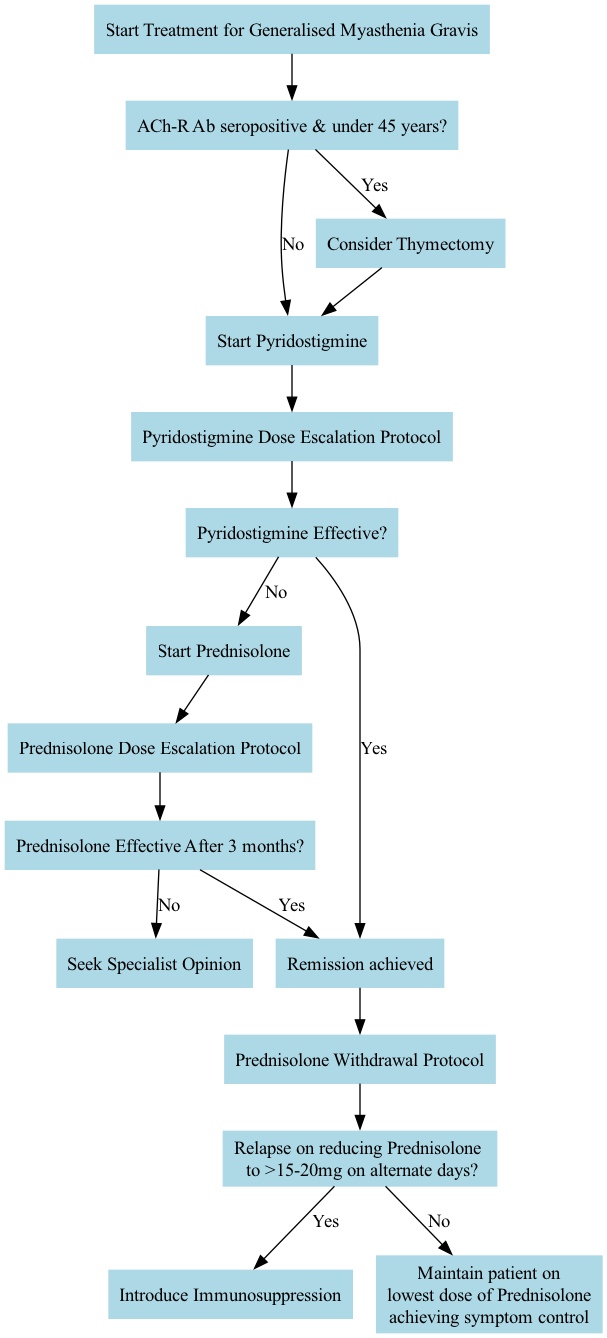 Start Treatment for Generalised Myasthenia Gravis
ACh-R Ab seropositive & under 45 years?
Yes
No
Consider Thymectomy
Start Pyridostigmine
Pyridostigmine Dose Escalation Protocol
Pyridostigmine Effective?
No
Start Prednisolone
Prednisolone Dose Escalation Protocol
Yes
Prednisolone Effective After 3 months?
No
Yes
Seek Specialist Opinion
Remission achieved
Prednisolone Withdrawal Protocol
Relapse on reducing Prednisolone
to >15-20mg on alternate days?
Yes
No
Introduce Immunosuppression
Maintain patient on
lowest dose of Prednisolone
achieving symptom control